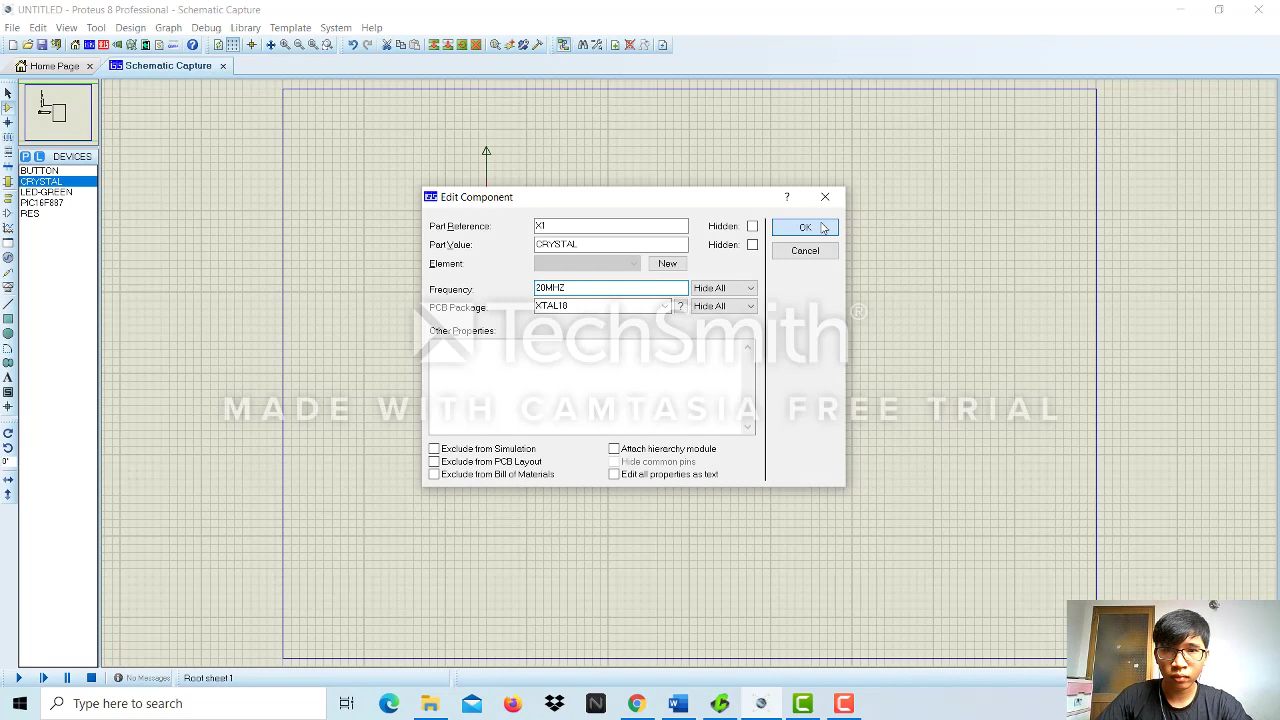 UNTITLED - Proteus 8 Professional - Schematic Capture
File Edit View Tool Design Graph Debug Library Template System Help
Home Page Schematic Capture
P L DEVICES
BUTTON
CRYSTAL
LED-GREEN
PIC16F887
RES
Edit Component
Part Reference: X1 Hidden: OK
Part Value: CRYSTAL Hidden: Cancel
Element: New
Frequency: 20MHZ Hide All
PCB Package: XTAL18 ? Hide All
Other Properties:
TechSmith®
MADE WITH CAMTASIA FREE TRIAL
Exclude from Simulation Attach hierarchy module
Exclude from PCB Layout Hide common pins
Exclude from Bill of Materials Edit all properties as text
0°
No Messages Root sheet 1
Type here to search